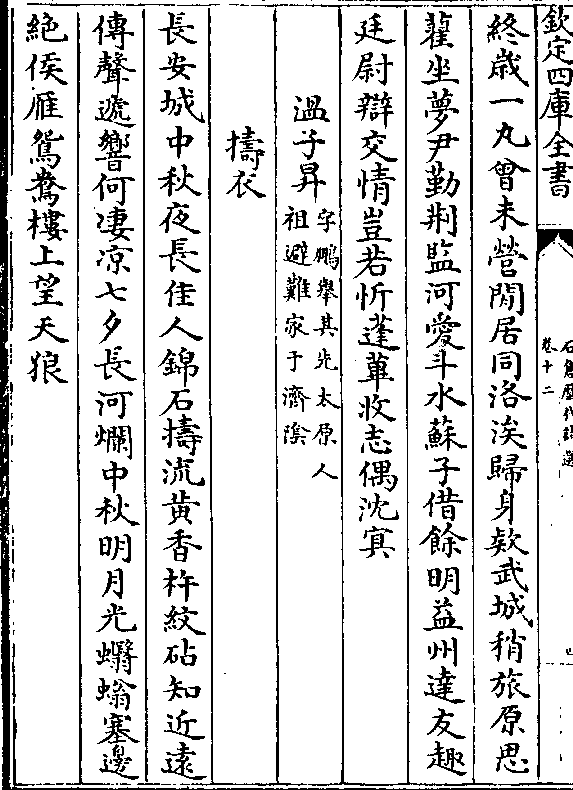 欽定四庫全書
石倉歷代詩選
卷十二
終歲一丸曾未營閒居同洛涘歸身欵武城稍旅原思
藿坐夢尹勤荆監河愛斗水蘇子借餘明益州達友趣
廷尉辯交情豈若忻蓬蓽收志偶沈寞
溫子昇
字鵬舉其先太原人
祖避難家于濟隂
擣衣
長安城中秋夜長佳人錦石擣流黄香杵紋砧知近遠
傳聲遞響何淒凉七夕長河爛中秋明月光蠮螉塞邊
絶侯雁鴛鴦樓上望天狼